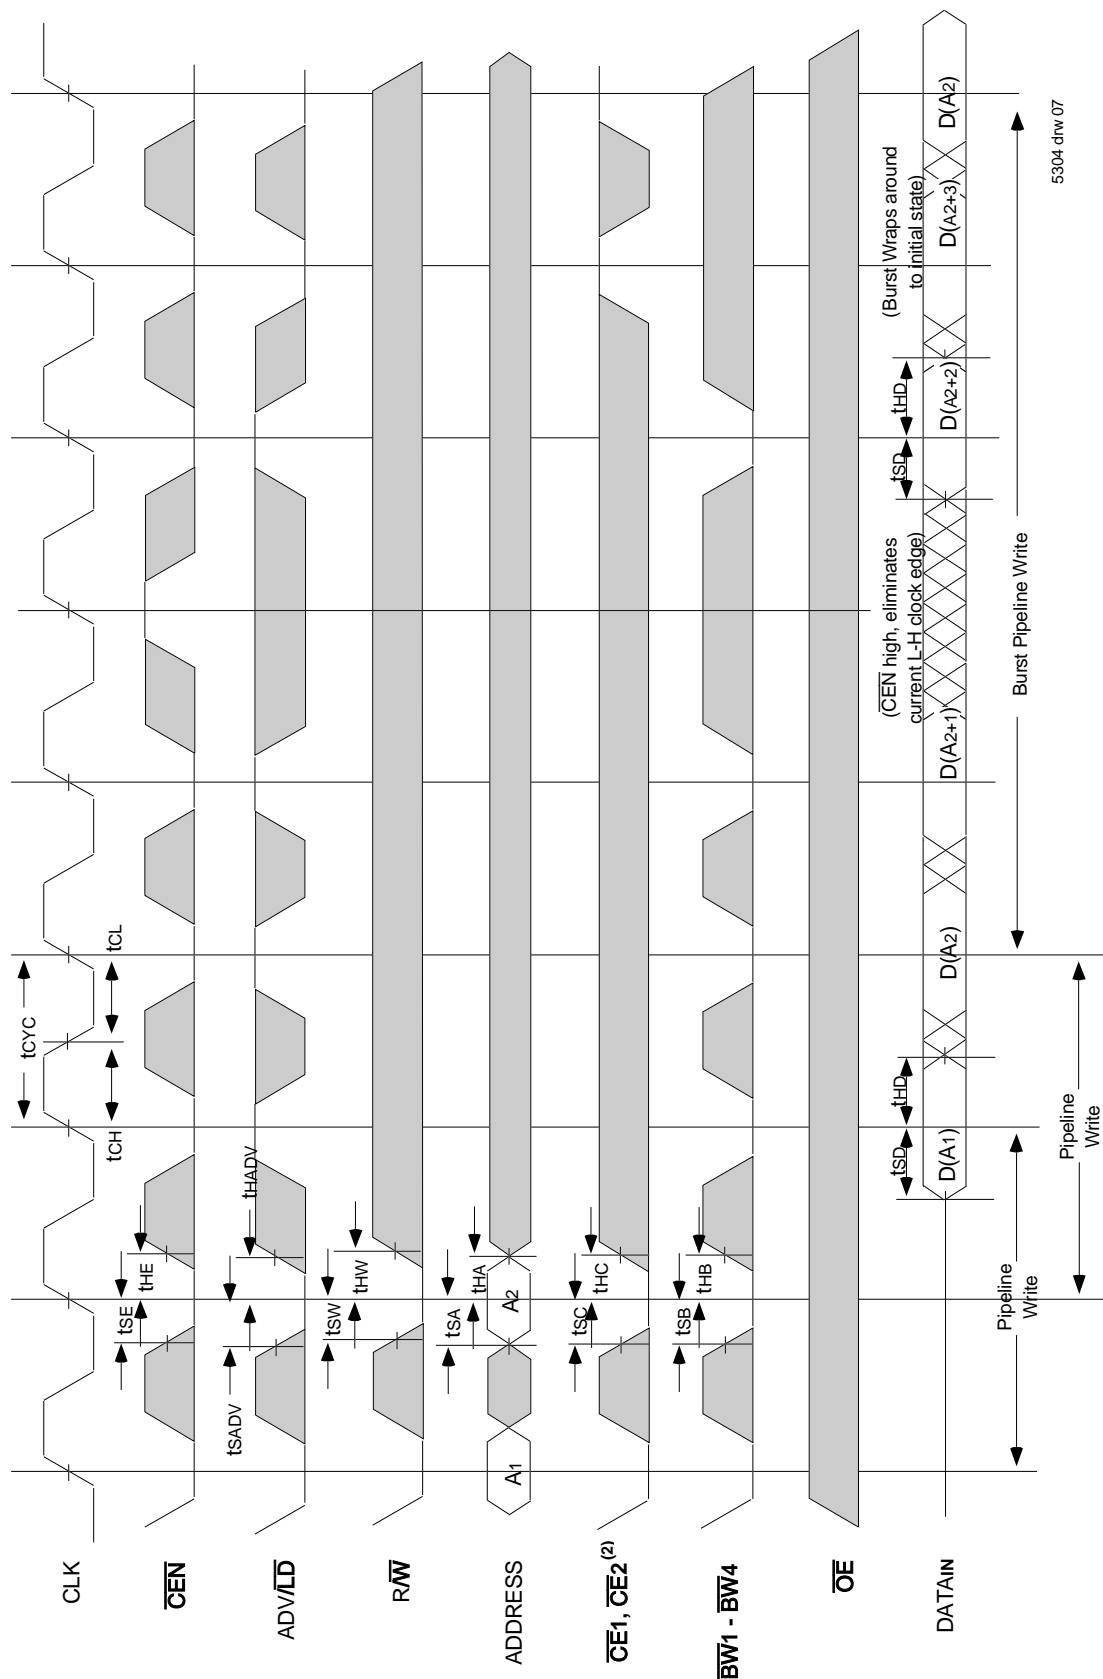 tCYC
tCH
tCL
CLK
tSE
tHE
CEN
tSADV
tHADV
ADV/LD
tSW
tHW
R/W
tSA
tHA
A1
A2
ADDRESS
tSC
tHC
CE1, CE2(2)
tSB
tHB
BW1 - BW4
OE
(CEN high, eliminates
current L-H clock edge)
(Burst Wraps around
to initial state)
tSD
tHD
tSD
tHD
D(A1)
D(A2)
D(A2+1)
D(A2+2)
D(A2+3)
D(A2)
DATAIN
Pipeline
Write
Burst Pipeline Write
Pipeline
Write
5304 drw 07